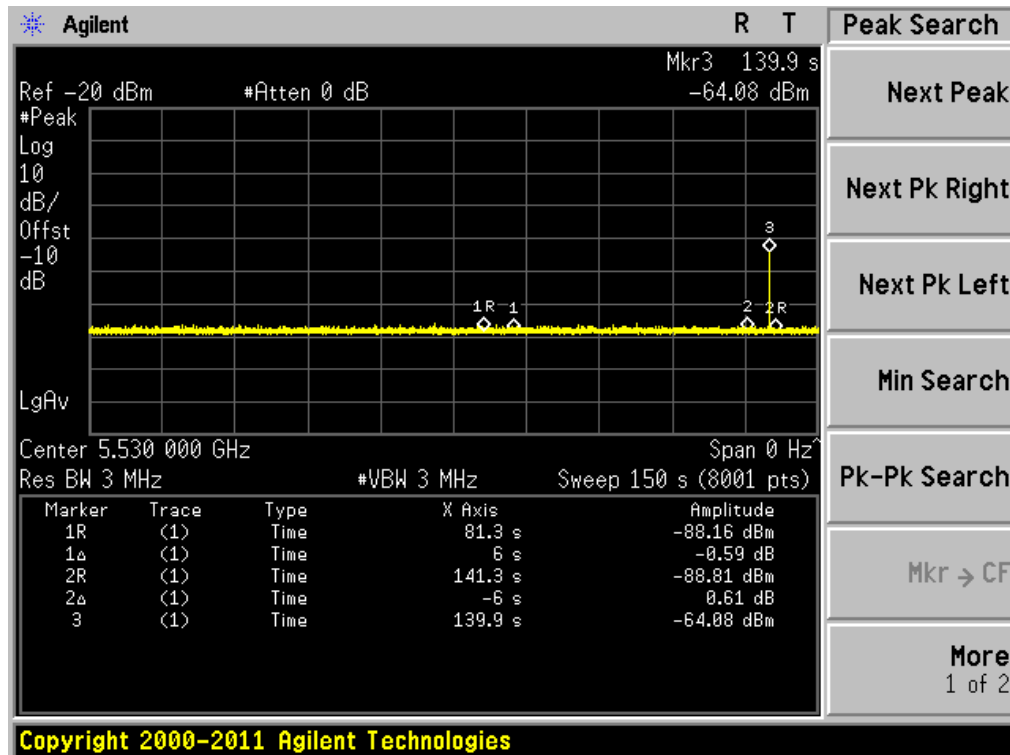 Agilent R T Peak Search
Mkr3 139.9 s
Ref -20 dBm #Atten 0 dB -64.08 dBm
#Peak
Log
10
dB/
Offst
-10
dB
LgAv
3
1R 1 2 2R
Center 5.530 000 GHz Span 0 Hz^
Res BW 3 MHz #VBW 3 MHz Sweep 150 s (8001 pts)
Marker Trace Type X Axis Amplitude
1R (1) Time 81.3 s -88.16 dBm
1Δ (1) Time 6 s -0.59 dB
2R (1) Time 141.3 s -88.81 dBm
2Δ (1) Time -6 s 0.61 dB
3 (1) Time 139.9 s -64.08 dBm
Next Peak
Next Pk Right
Next Pk Left
Min Search
Pk-Pk Search
Mkr → CF
More
1 of 2
Copyright 2000-2011 Agilent Technologies